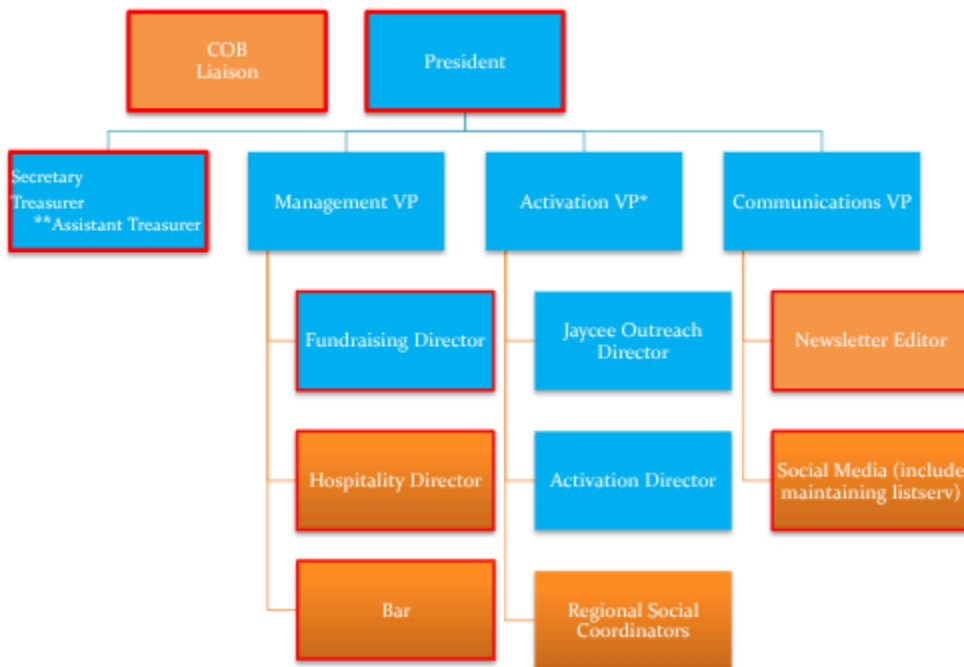 COB
Liaison
President
Secretary
Treasurer
**Assistant Treasurer
Management VP
Activation VP*
Communications VP
Fundraising Director
Jaycee Outreach
Director
Newsletter Editor
Hospitality Director
Activation Director
Social Media (include
maintaining listserv)
Bar
Regional Social
Coordinators